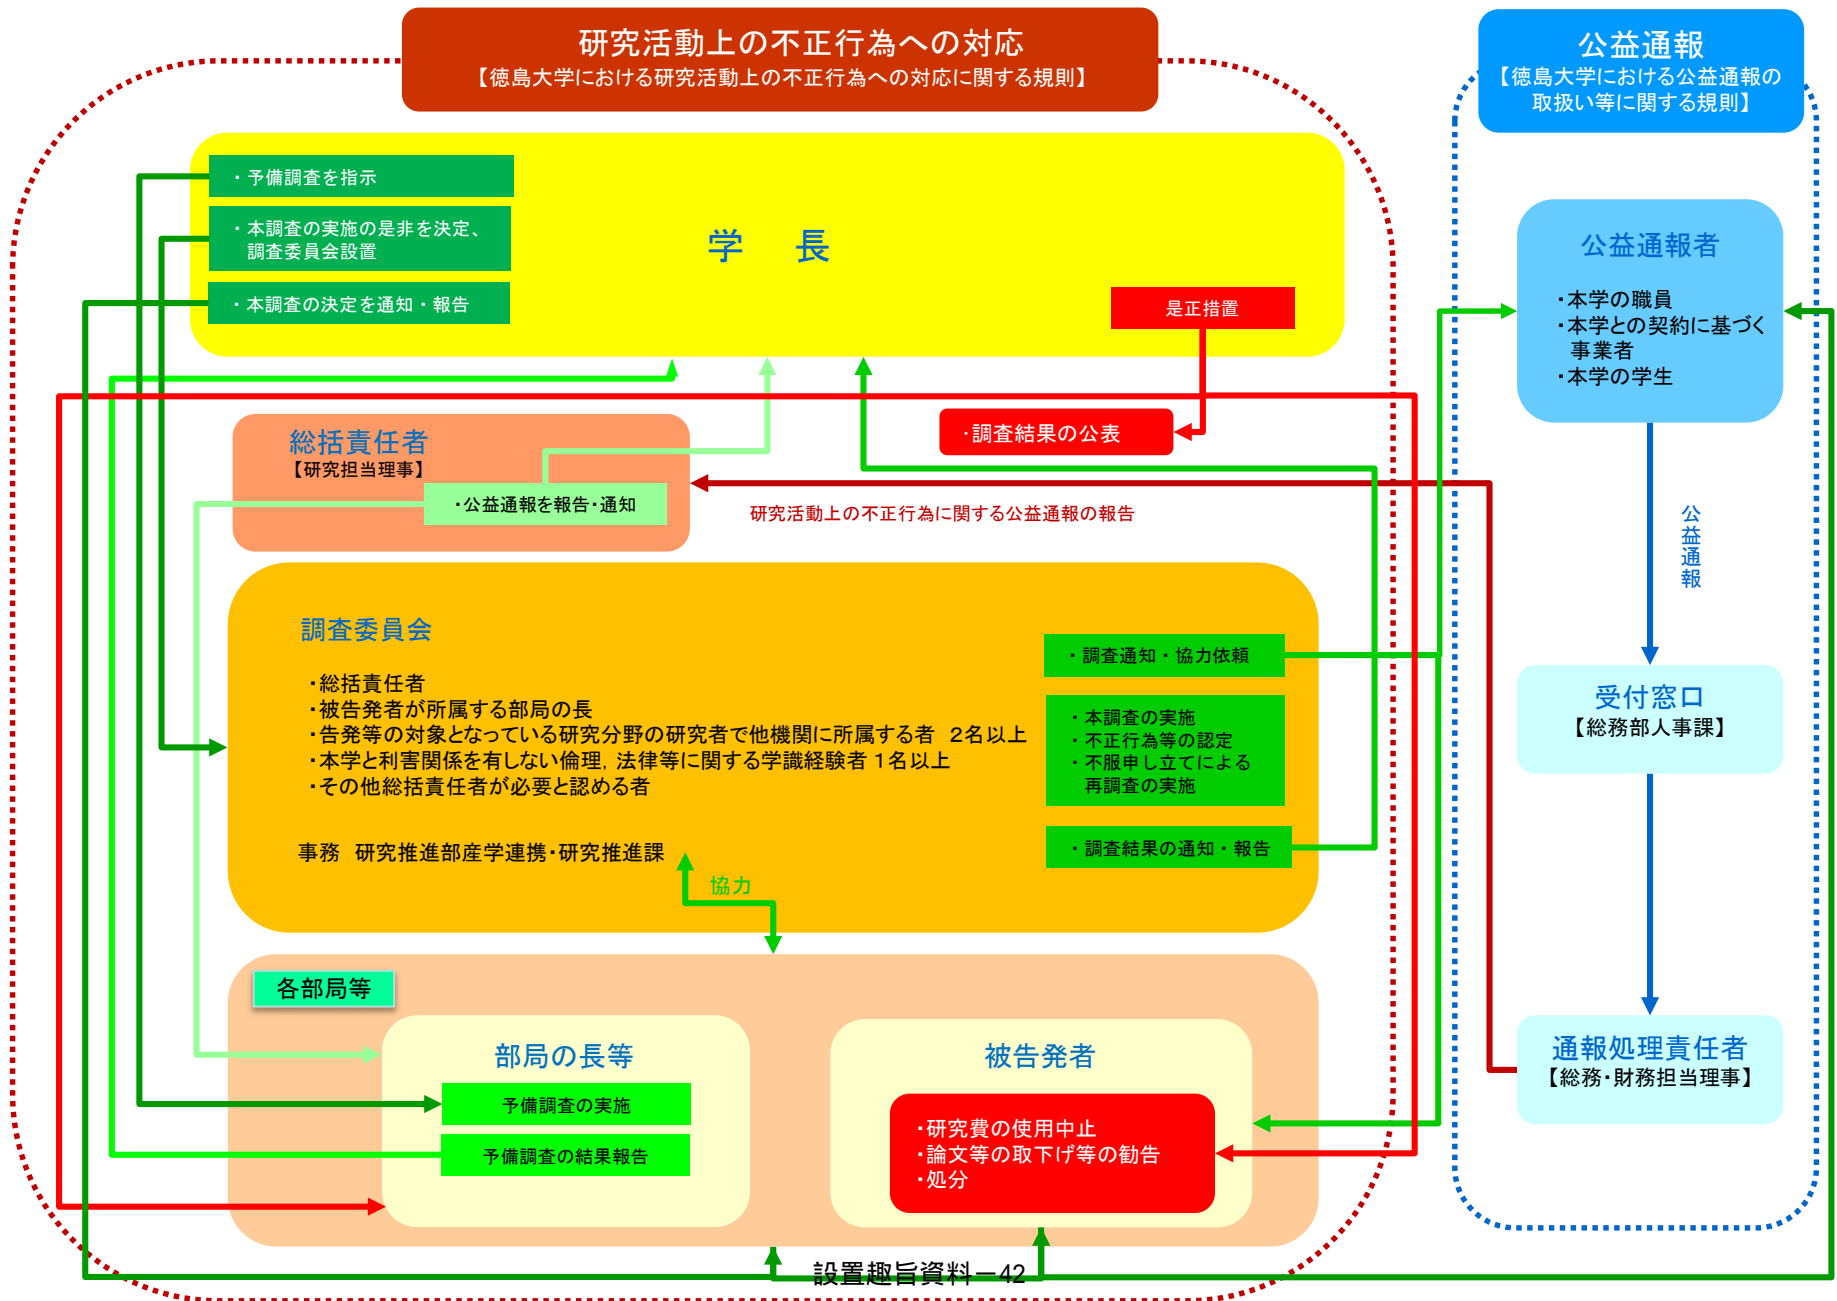 研究活動上の不正行為への対応
【徳島大学における研究活動上の不正行為への対応に関する規則】
公益通報
【徳島大学における公益通報の
取扱い等に関する規則】
・予備調査を指示
・本調査の実施の是非を決定、
調査委員会設置
・本調査の決定を通知・報告
学　長
是正措置
公益通報者
・本学の職員
・本学との契約に基づく
事業者
・本学の学生
総括責任者
【研究担当理事】
・公益通報を報告・通知
・調査結果の公表
研究活動上の不正行為に関する公益通報の報告
公益通報
調査委員会
・総括責任者
・被告発者が所属する部局の長
・告発等の対象となっている研究分野の研究者で他機関に所属する者　２名以上
・本学と利害関係を有しない倫理，法律等に関する学識経験者１名以上
・その他総括責任者が必要と認める者
事務　研究推進部産学連携・研究推進課
・調査通知・協力依頼
・本調査の実施
・不正行為等の認定
・不服申し立てによる
再調査の実施
・調査結果の通知・報告
協力
受付窓口
【総務部人事課】
各部局等
部局の長等
予備調査の実施
予備調査の結果報告
被告発者
・研究費の使用中止
・論文等の取下げ等の勧告
・処分
通報処理責任者
【総務・財務担当理事】
設置趣旨資料－42